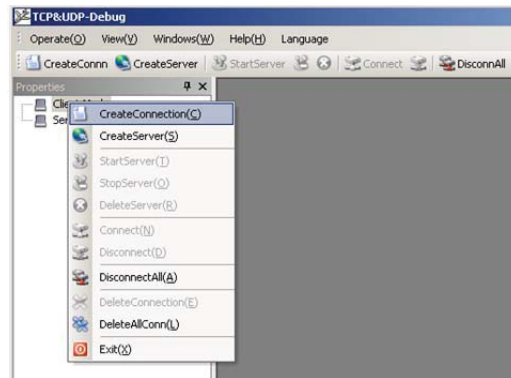 TCP&UDP-Debug
Operate(O) View(V) Windows(W) Help(H) Language
CreateConnn CreateServer StartServer Connect DisconnAll
Properties
CreateConnection(C)
CreateServer(S)
StartServer(T)
StopServer(O)
DeleteServer(R)
Connect(N)
Disconnect(D)
DisconnectAll(A)
DeleteConnection(E)
DeleteAllConn(L)
Exit(X)